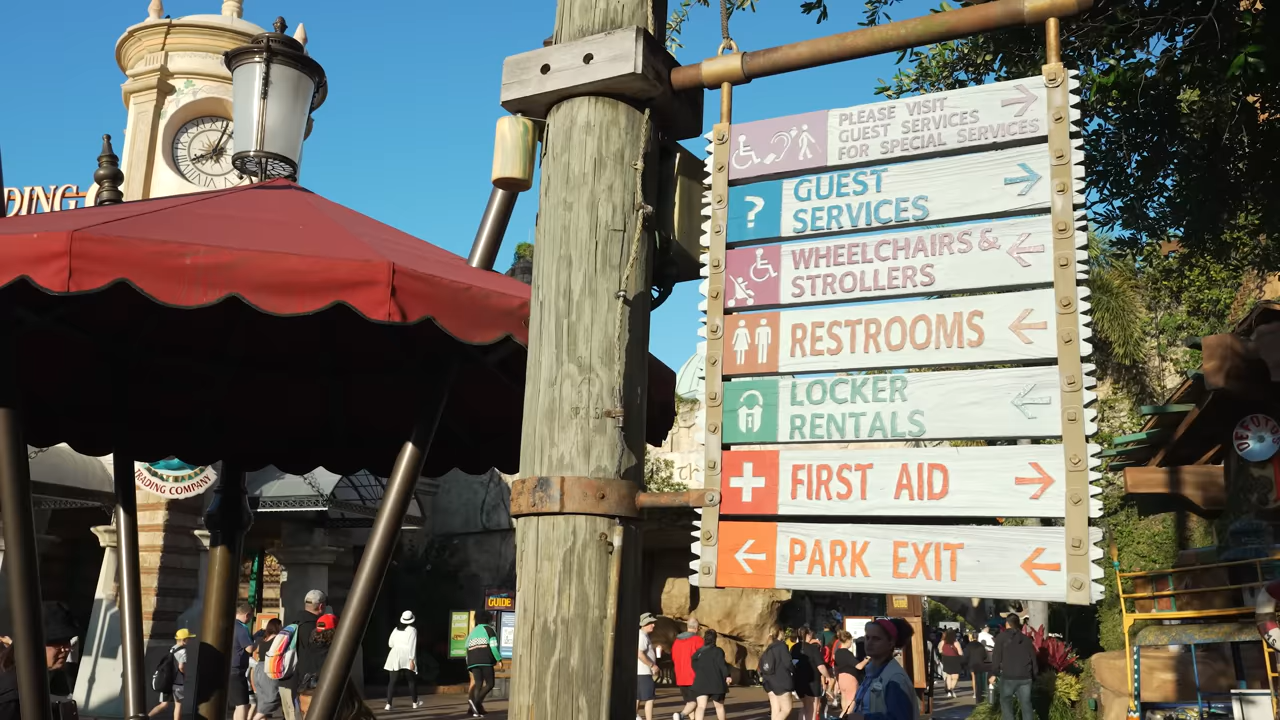 DING
PLEASE VISIT
GUEST SERVICES
FOR SPECIAL SERVICES
?
GUEST
SERVICES
WHEELCHAIRS &
STROLLERS
RESTROOMS
LOCKER
RENTALS
FIRST AID
PARK EXIT
TRADING COMPANY
GUIDE